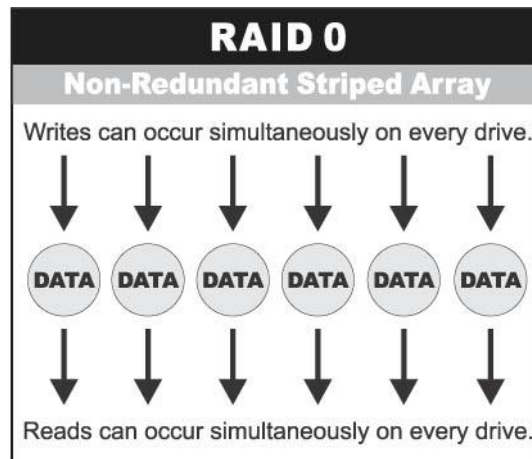 RAID 0
Non-Redundant Striped Array
Writes can occur simultaneously on every drive.
DATA DATA DATA DATA DATA DATA
Reads can occur simultaneously on every drive.